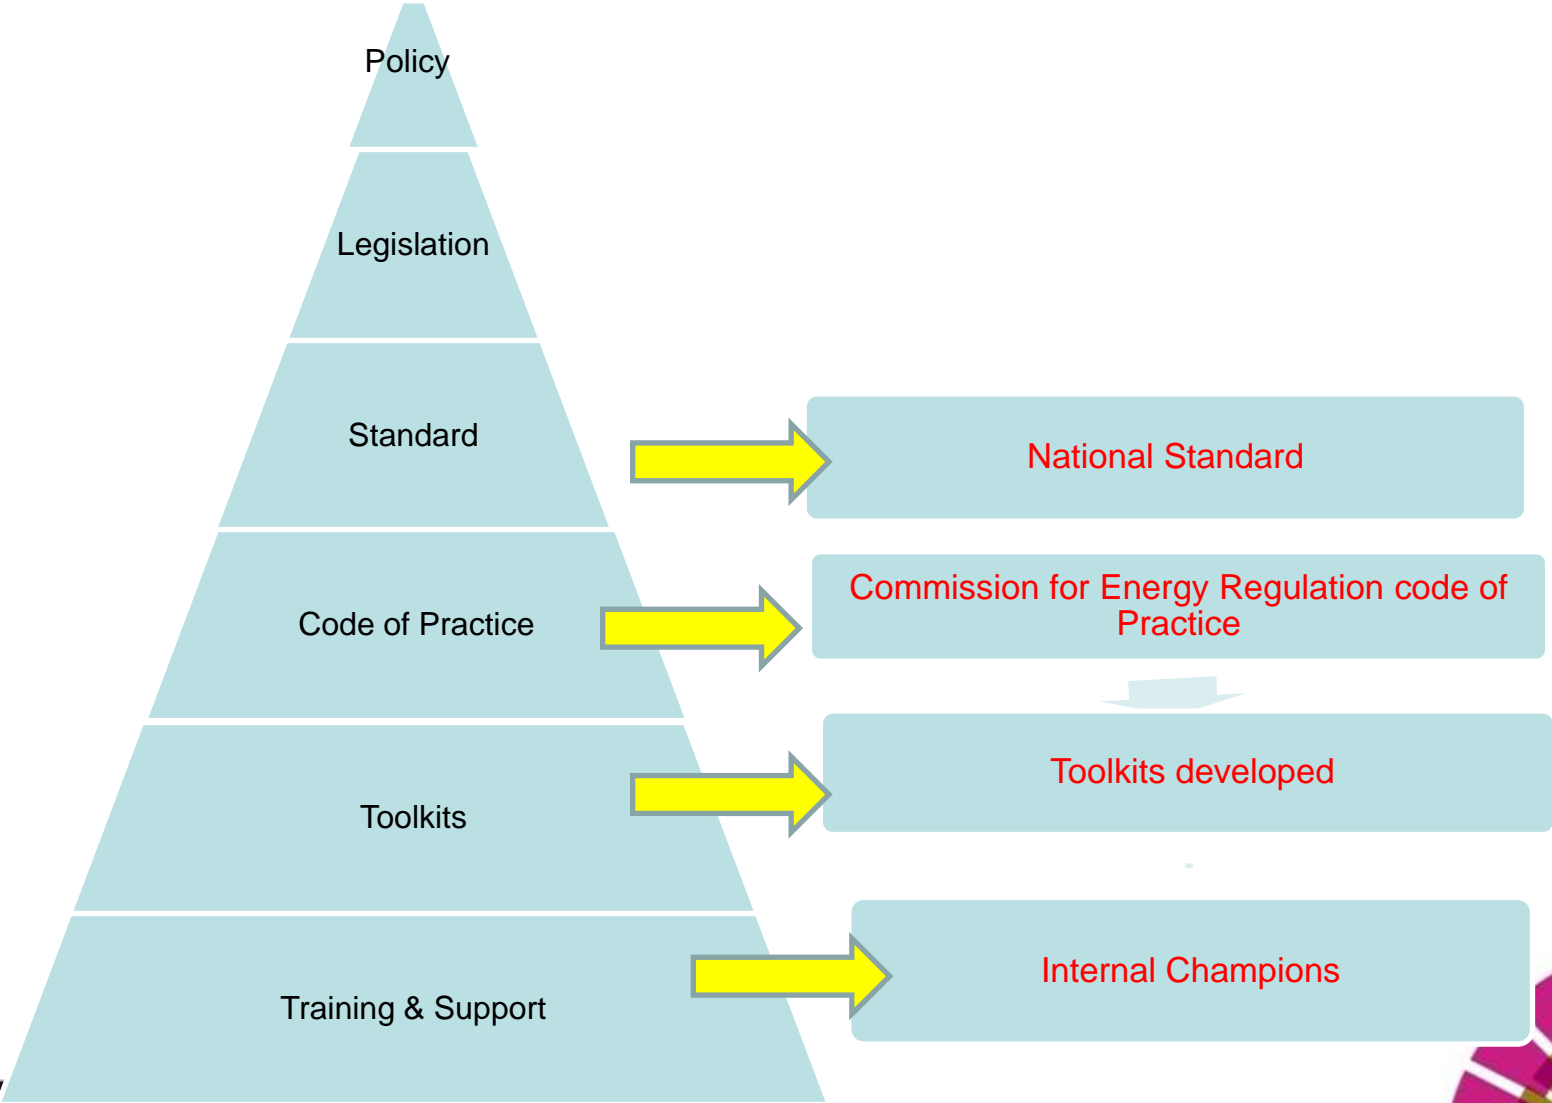 Policy
Legislation
Standard
National Standard
Code of Practice
Commission for Energy Regulation code of
Practice
Toolkits
Toolkits developed
Training & Support
Internal Champions